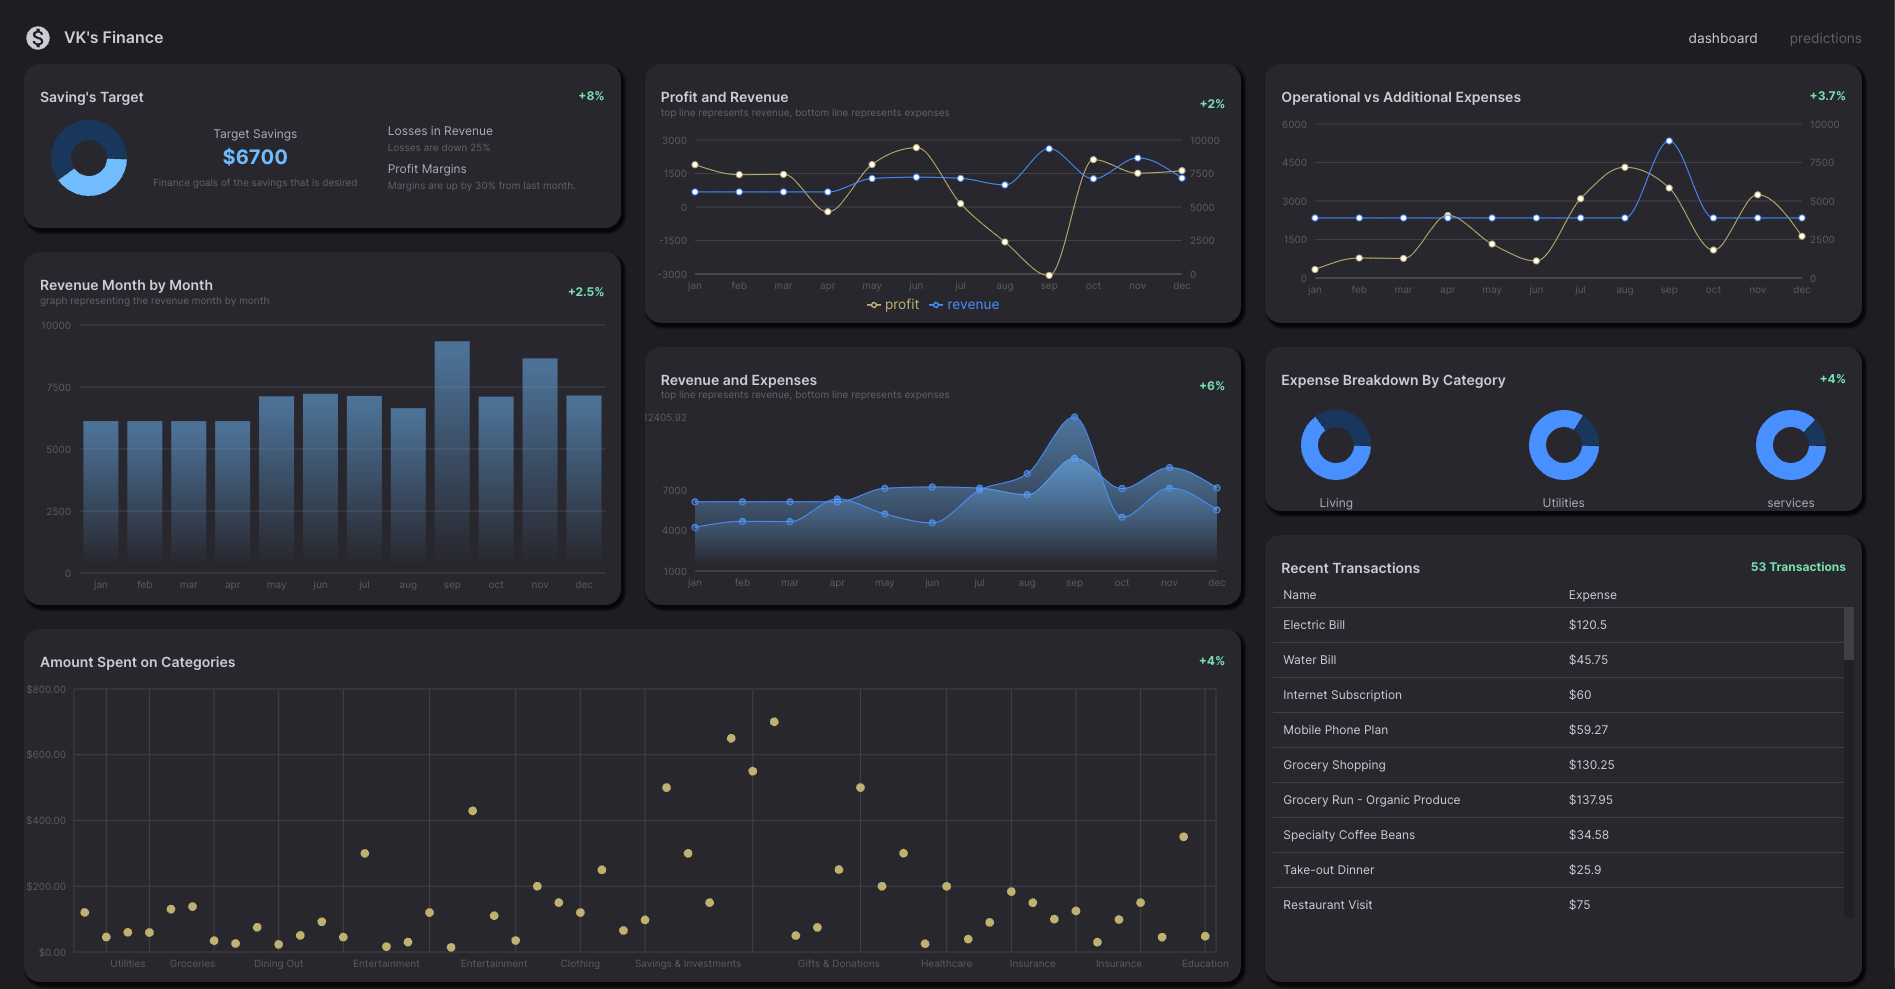 VK's Finance
dashboard
predictions
Saving's Target
+8%
Target Savings
$6700
Finance goals of the savings that is desired
Losses in Revenue
Losses are down 25%
Profit Margins
Margins are up by 30% from last month.
Revenue Month by Month
graph representing the revenue month by month
+2.5%
10000
7500
5000
2500
0
jan feb mar apr may jun jul aug sep oct nov dec
Profit and Revenue
top line represents revenue, bottom line represents expenses
+2%
3000
1500
0
-1500
-3000
10000
7500
5000
2500
0
jan feb mar apr may jun jul aug sep oct nov dec
profit revenue
Revenue and Expenses
top line represents revenue, bottom line represents expenses
+6%
12405.92
7000
4000
1000
jan feb mar apr may jun jul aug sep oct nov dec
Operational vs Additional Expenses
+3.7%
6000
4500
3000
1500
0
10000
7500
5000
2500
0
jan feb mar apr may jun jul aug sep oct nov dec
Expense Breakdown By Category
+4%
Living
Utilities
services
Recent Transactions
53 Transactions
Name Expense
Electric Bill $120.5
Water Bill $45.75
Internet Subscription $60
Mobile Phone Plan $59.27
Grocery Shopping $130.25
Grocery Run - Organic Produce $137.95
Specialty Coffee Beans $34.58
Take-out Dinner $25.9
Restaurant Visit $75
Amount Spent on Categories
+4%
$800.00
$600.00
$400.00
$200.00
$0.00
Utilities Groceries Dining Out Entertainment Entertainment Clothing Savings & Investments Gifts & Donations Healthcare Insurance Insurance Education